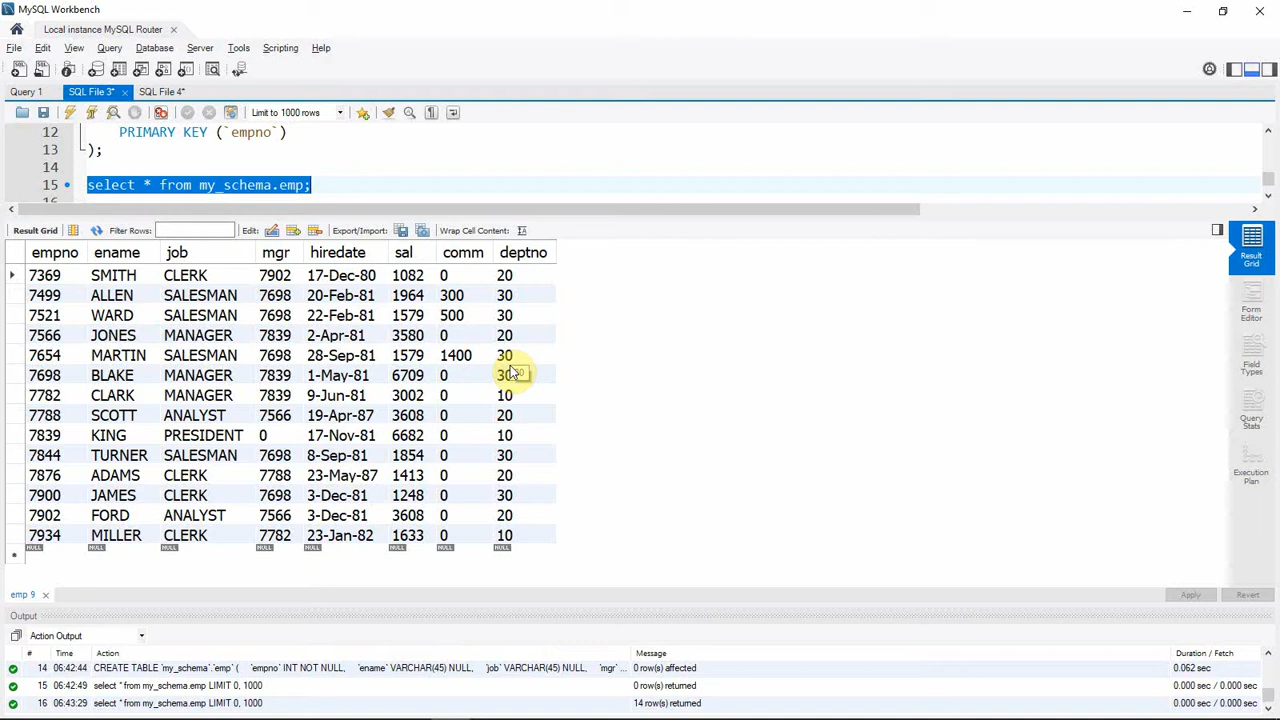 MySQL Workbench
Local instance MySQL Router
File Edit View Query Database Server Tools Scripting Help
Query 1 SQL File 3* SQL File 4*
Limit to 1000 rows
12 PRIMARY KEY (`empno`)
13 );
14
15 select * from my_schema.emp;
Result Grid Filter Rows: Edit: Export/Import: Wrap Cell Content:
empno ename job mgr hiredate sal comm deptno
7369 SMITH CLERK 7902 17-Dec-80 1082 0 20
7499 ALLEN SALESMAN 7698 20-Feb-81 1964 300 30
7521 WARD SALESMAN 7698 22-Feb-81 1579 500 30
7566 JONES MANAGER 7839 2-Apr-81 3580 0 20
7654 MARTIN SALESMAN 7698 28-Sep-81 1579 1400 30
7698 BLAKE MANAGER 7839 1-May-81 6709 0 30
7782 CLARK MANAGER 7839 9-Jun-81 3002 0 10
7788 SCOTT ANALYST 7566 19-Apr-87 3608 0 20
7839 KING PRESIDENT 0 17-Nov-81 6682 0 10
7844 TURNER SALESMAN 7698 8-Sep-81 1854 0 30
7876 ADAMS CLERK 7788 23-May-87 1413 0 20
7900 JAMES CLERK 7698 3-Dec-81 1248 0 30
7902 FORD ANALYST 7566 3-Dec-81 3608 0 20
7934 MILLER CLERK 7782 23-Jan-82 1633 0 10
NULL NULL NULL NULL NULL NULL NULL NULL
Result
Grid
Form
Editor
Field
Types
Query
Stats
Execution
Plan
emp 9 Apply Revert
Output
Action Output
# Time Action Message Duration / Fetch
14 06:42:44 CREATE TABLE `my_schema`.`emp` ( `empno` INT NOT NULL, `ename` VARCHAR(45) NULL, `job` VARCHAR(45) NULL, `mgr` ... 0 row(s) affected 0.062 sec
15 06:42:49 select * from my_schema.emp LIMIT 0, 1000 0 row(s) returned 0.000 sec / 0.000 sec
16 06:43:29 select * from my_schema.emp LIMIT 0, 1000 14 row(s) returned 0.000 sec / 0.000 sec